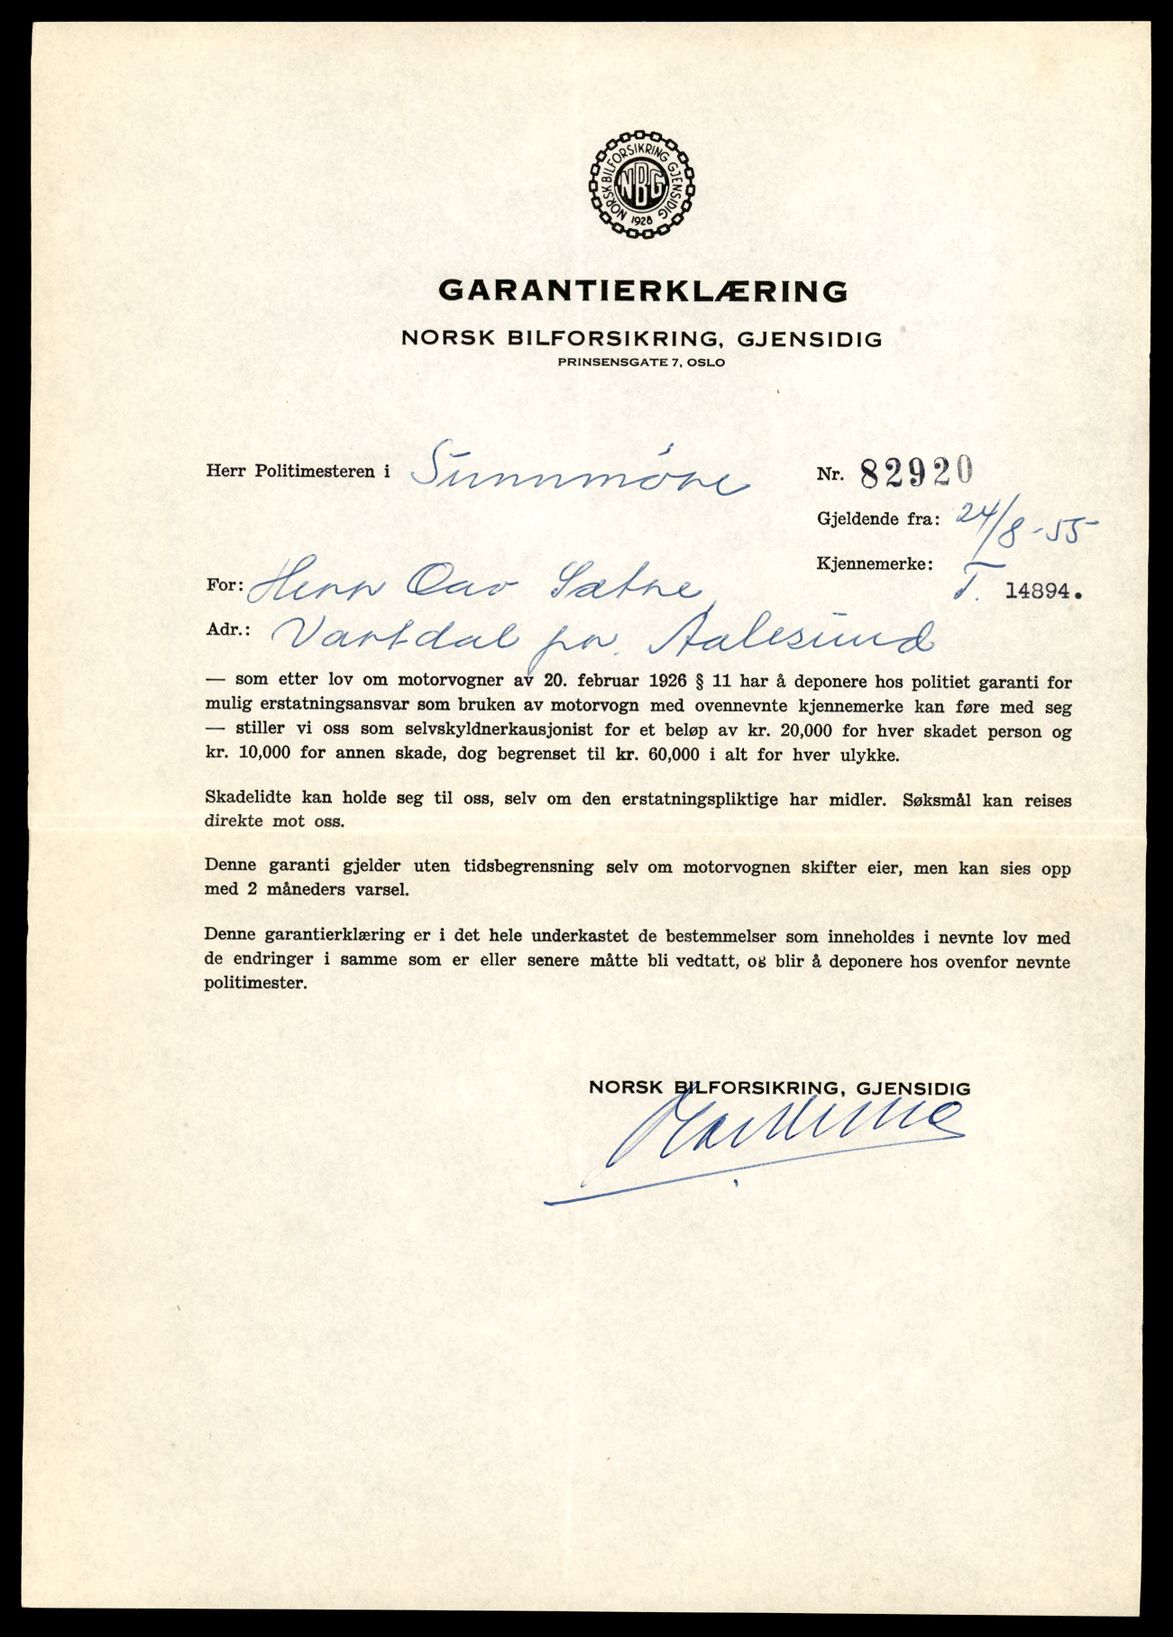 NORSK BILFORSIKRING GJENSIDIG
NBG
1928
GARANTIERKLÆRING
NORSK BILFORSIKRING, GJENSIDIG
PRINSENSGATE 7, OSLO
Herr Politimesteren i Sunnmöre
Nr. 82920
Gjeldende fra: 24/8-55
Kjennemerke: T. 14894.
For: Herr Oav Sætre
Adr.: Vartdal pr. Aalesund
— som etter lov om motorvogner av 20. februar 1926 § 11 har å deponere hos politiet garanti for
mulig erstatningsansvar som bruken av motorvogn med ovennevnte kjennemerke kan føre med seg
— stiller vi oss som selvskyldnerkausjonist for et beløp av kr. 20,000 for hver skadet person og
kr. 10,000 for annen skade, dog begrenset til kr. 60,000 i alt for hver ulykke.
Skadelidte kan holde seg til oss, selv om den erstatningspliktige har midler. Søksmål kan reises
direkte mot oss.
Denne garanti gjelder uten tidsbegrensning selv om motorvognen skifter eier, men kan sies opp
med 2 måneders varsel.
Denne garantierklæring er i det hele underkastet de bestemmelser som inneholdes i nevnte lov med
de endringer i samme som er eller senere måtte bli vedtatt, og blir å deponere hos ovenfor nevnte
politimester.
NORSK BILFORSIKRING, GJENSIDIG